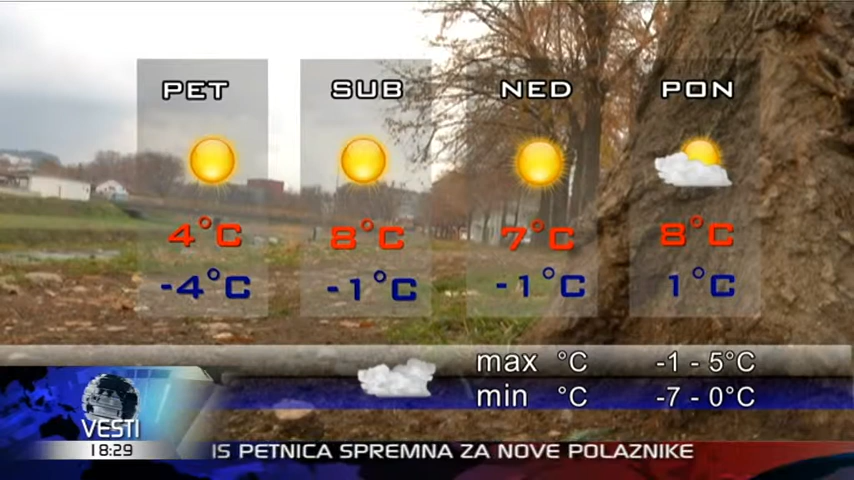 PET SUB NED PON
4°C 8°C 7°C 8°C
-4°C -1°C -1°C 1°C
max °C -1 - 5°C
min °C -7 - 0°C
VESTI
18:29
IS PETNICA SPREMNA ZA NOVE POLAZNIKE